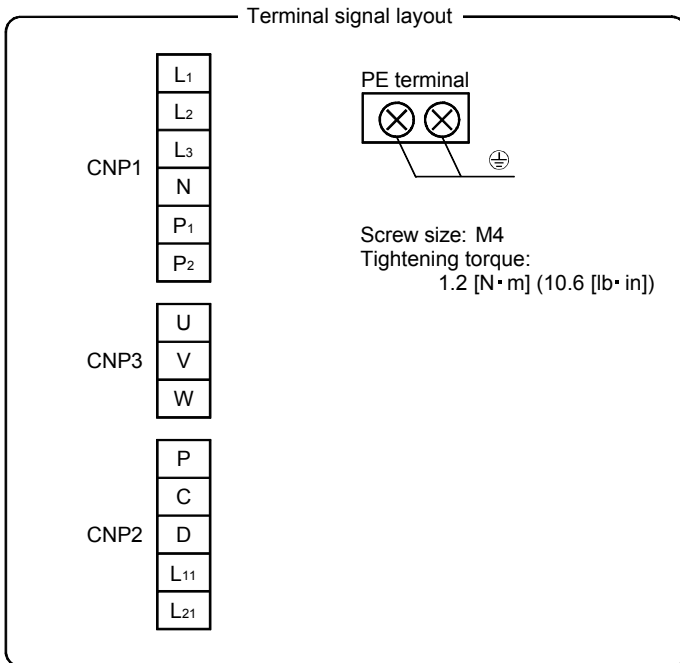 Terminal signal layout
CNP1
L1
L2
L3
N
P1
P2
PE terminal
Screw size: M4
Tightening torque:
1.2 [N▪m] (10.6 [lb▪in])
CNP3
U
V
W
CNP2
P
C
D
L11
L21